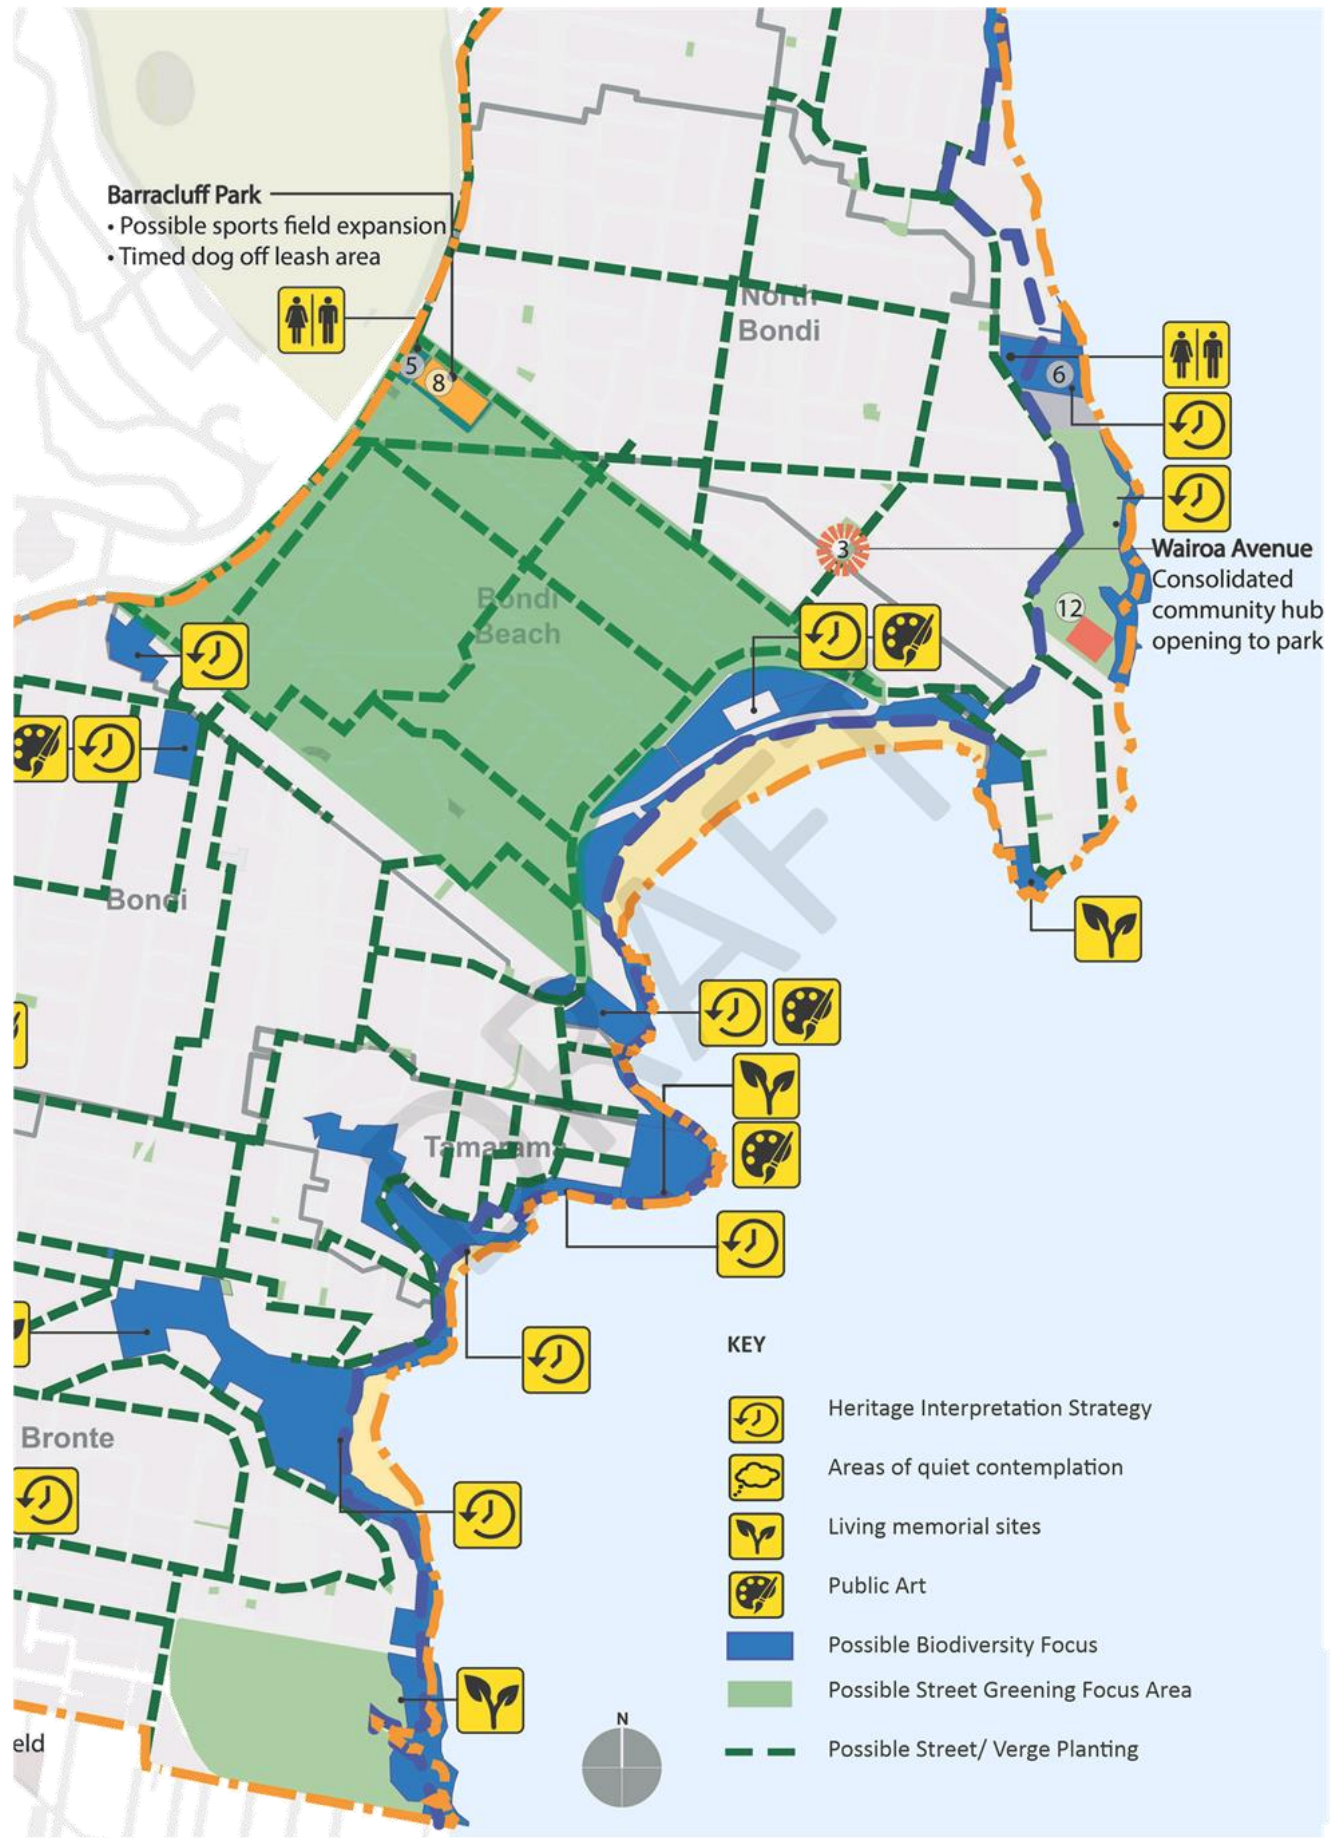 Barracluff Park
• Possible sports field expansion
• Timed dog off leash area
North
Bondi
5
8
6
3
Wairoa Avenue
Consolidated
community hub
opening to park
12
Bondi
Beach
Bondi
Tamarama
Bronte
DRAFT
KEY
Heritage Interpretation Strategy
Areas of quiet contemplation
Living memorial sites
Public Art
Possible Biodiversity Focus
Possible Street Greening Focus Area
Possible Street/ Verge Planting
N
eld